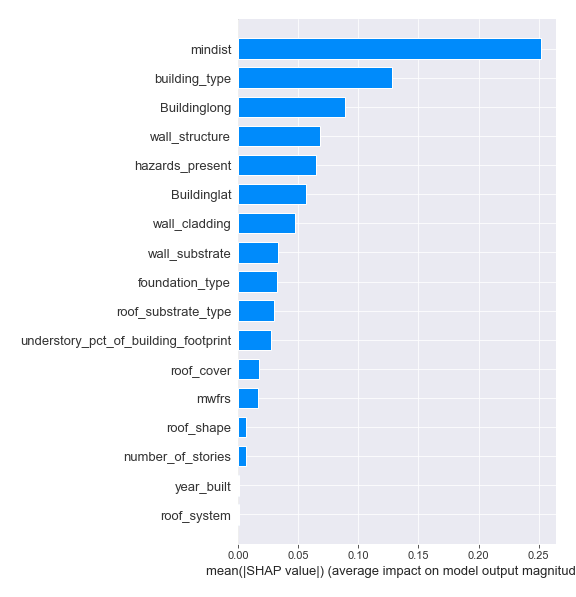 mindist
building_type
Buildinglong
wall_structure
hazards_present
Buildinglat
wall_cladding
wall_substrate
foundation_type
roof_substrate_type
understory_pct_of_building_footprint
roof_cover
mwfrs
roof_shape
number_of_stories
year_built
roof_system
0.00 0.05 0.10 0.15 0.20 0.25
mean(|SHAP value|) (average impact on model output magnitud